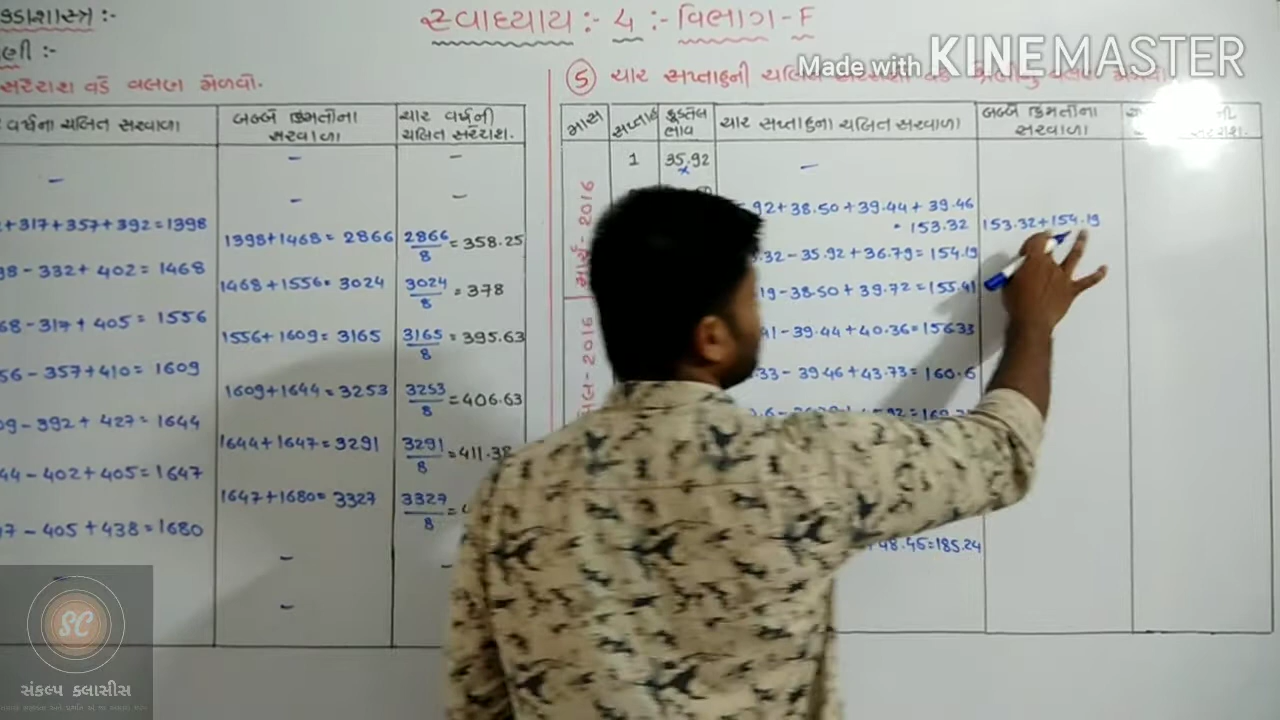 કડાશાસ્ત્ર :-
સ્વાધ્યાય :- 4 :- વિભાગ - F
Made with KINEMASTER
ણી :-
સરેરાશ વડે વલણ મેળવો.
5 ચાર સપ્તાહની ચલિત
વર્ષના ચલિત સરવાળા
બબ્બે કિંમતોના સરવાળા
ચાર વર્ષની ચલિત સરેરાશ.
માસ
સપ્તાહ
ક્રૂડતેલ ભાવ
ચાર સપ્તાહના ચલિત સરવાળા
બબ્બે કિંમતોના સરવાળા
માર્ચ - 2016
- 2016
- - -
1 35.92 -
- -
+317+357+392=1398
1398+1468= 2866 2866/8 =358.25
- 332 + 402= 1468
1468+1556= 3024 3024/8 = 378
-317+ 405= 1556
1556+1609= 3165 3165/8 = 395.63
56 - 357+410= 1609
1609+1644= 3253 3253/8 =406.63
- 392 + 427= 1644
1644+1647= 3291 3291/8 =411.38
44 - 402+405=1647
1647+1680= 3327 3327/8 =
- 405 +438=1680
-
-
.92+38.50+39.44+39.46
= 153.32 153.32+154.19
.32 - 35.92+36.79=154.19
19-38.50+39.72=155.41
41 - 39.44+40.36=156.33
.33 - 39.46+43.73=160.6
+48.45=185.24
SC
સંકલ્પ ક્લાસીસ